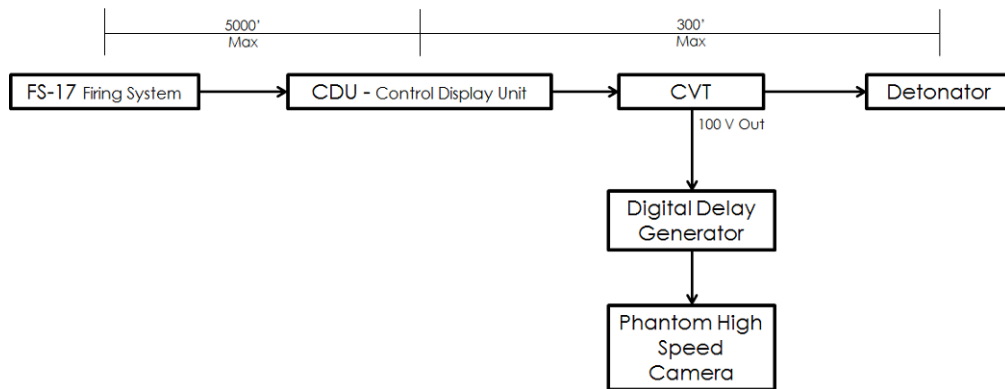 5000'
Max
300'
Max
FS-17 Firing System
CDU - Control Display Unit
CVT
Detonator
100 V Out
Digital Delay
Generator
Phantom High
Speed
Camera